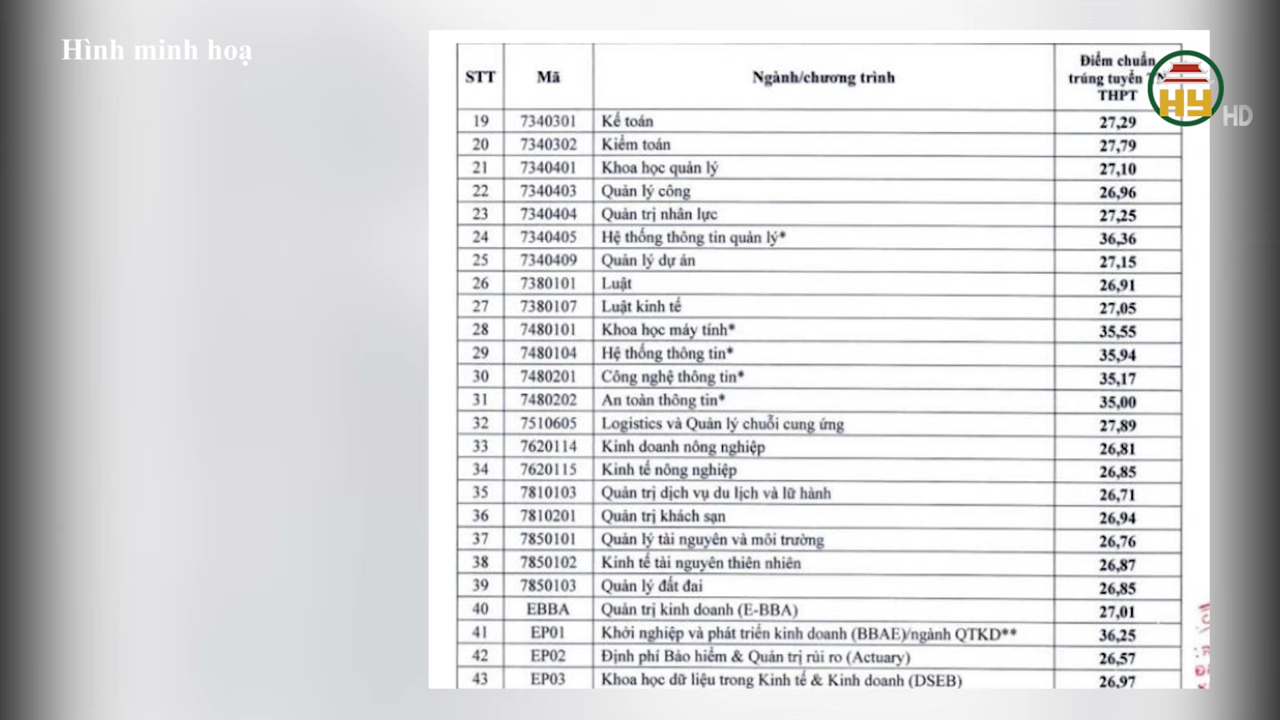 Hình minh hoạ
HY HD
STT Mã Ngành/chương trình Điểm chuẩn trúng tuyển THPT
19 7340301 Kế toán 27,29
20 7340302 Kiểm toán 27,79
21 7340401 Khoa học quản lý 27,10
22 7340403 Quản lý công 26,96
23 7340404 Quản trị nhân lực 27,25
24 7340405 Hệ thống thông tin quản lý* 36,36
25 7340409 Quản lý dự án 27,15
26 7380101 Luật 26,91
27 7380107 Luật kinh tế 27,05
28 7480101 Khoa học máy tính* 35,55
29 7480104 Hệ thống thông tin* 35,94
30 7480201 Công nghệ thông tin* 35,17
31 7480202 An toàn thông tin* 35,00
32 7510605 Logistics và Quản lý chuỗi cung ứng 27,89
33 7620114 Kinh doanh nông nghiệp 26,81
34 7620115 Kinh tế nông nghiệp 26,85
35 7810103 Quản trị dịch vụ du lịch và lữ hành 26,71
36 7810201 Quản trị khách sạn 26,94
37 7850101 Quản lý tài nguyên và môi trường 26,76
38 7850102 Kinh tế tài nguyên thiên nhiên 26,87
39 7850103 Quản lý đất đai 26,85
40 EBBA Quản trị kinh doanh (E-BBA) 27,01
41 EP01 Khởi nghiệp và phát triển kinh doanh (BBAE)/ngành QTKD** 36,25
42 EP02 Định phí Bảo hiểm & Quản trị rủi ro (Actuary) 26,57
43 EP03 Khoa học dữ liệu trong Kinh tế & Kinh doanh (DSEB) 26,97